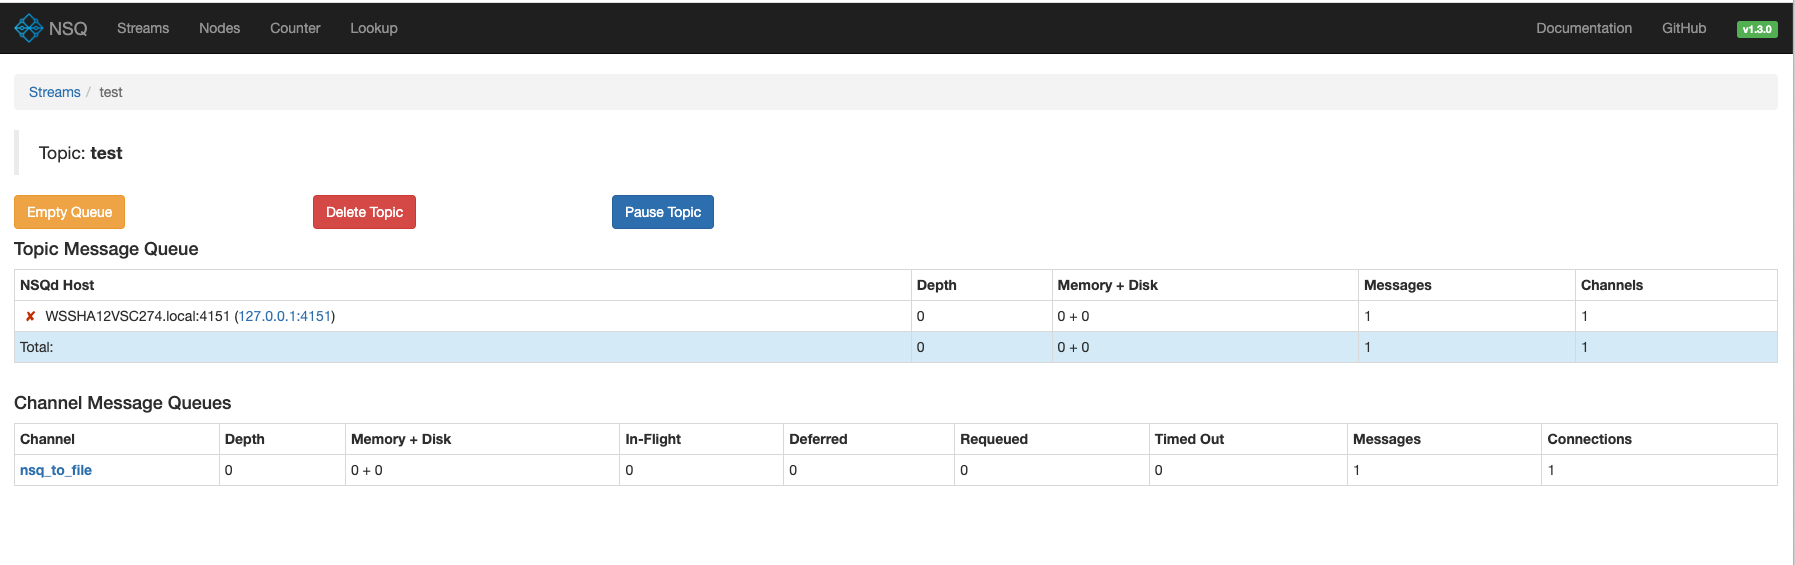 NSQ Streams Nodes Counter Lookup Documentation GitHub v1.3.0
Streams / test
Topic: test
Empty Queue Delete Topic Pause Topic
Topic Message Queue
NSQd Host Depth Memory + Disk Messages Channels
✘ WSSHA12VSC274.local:4151 (127.0.0.1:4151) 0 0 + 0 1 1
Total: 0 0 + 0 1 1
Channel Message Queues
Channel Depth Memory + Disk In-Flight Deferred Requeued Timed Out Messages Connections
nsq_to_file 0 0 + 0 0 0 0 0 1 1